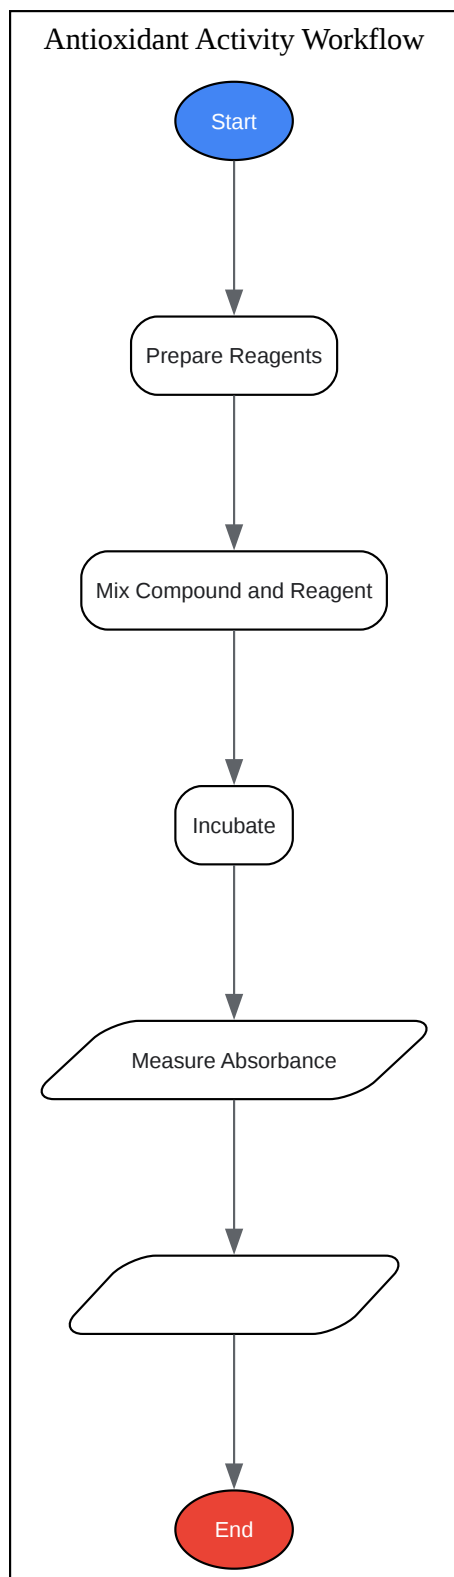 Antioxidant Activity Workflow
Start
Prepare Reagents
Mix Compound and Reagent
Incubate
Measure Absorbance
End